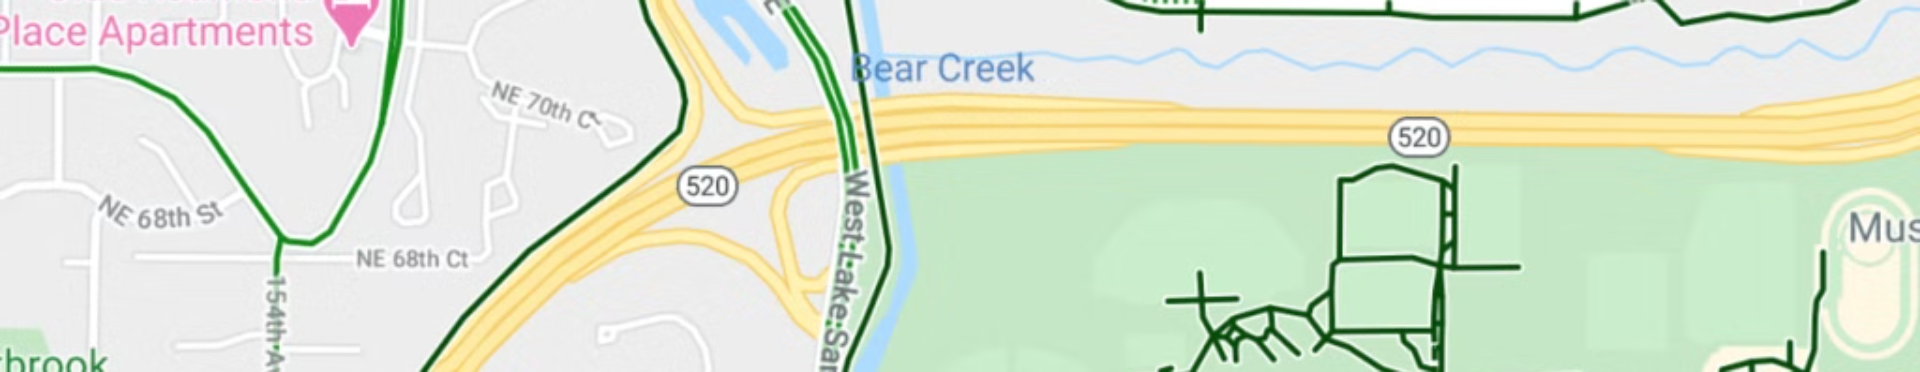 Place Apartments
Bear Creek
NE 70th Ct
520
520
NE 68th St
Mus
NE 68th Ct
West Lake Sam
154th Av
rbrook